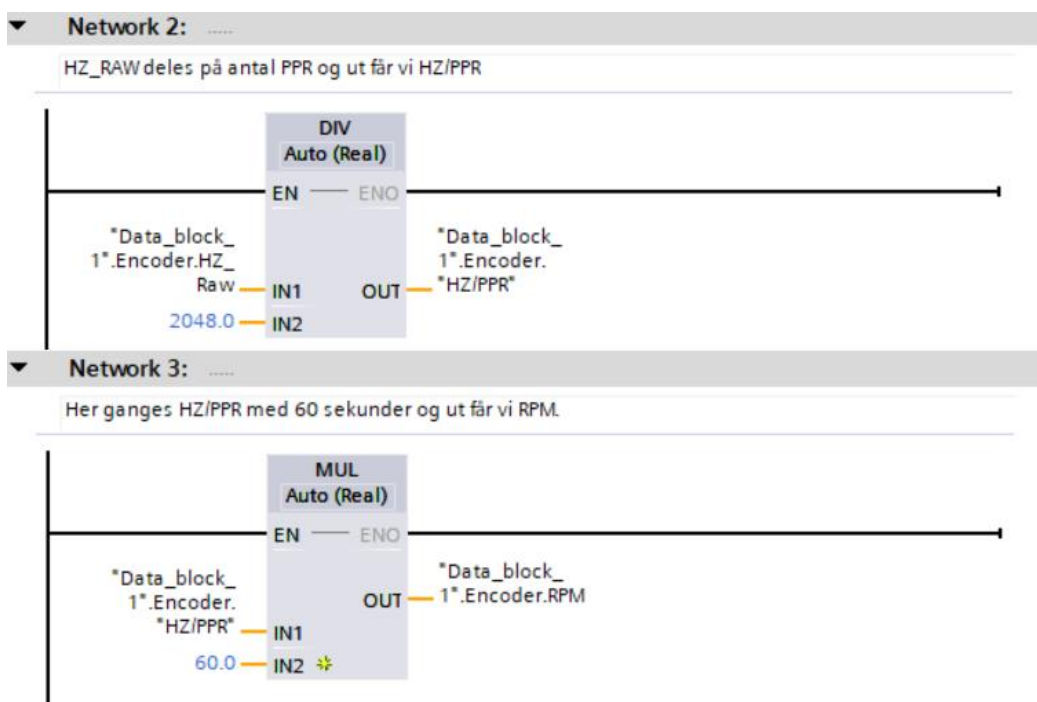 Network 2: .....
HZ_RAW deles på antal PPR og ut får vi HZ/PPR
DIV
Auto (Real)
EN ENO
"Data_block_
1".Encoder.HZ_
Raw IN1
2048.0 IN2
OUT
"Data_block_
1".Encoder.
"HZ/PPR"
Network 3: .....
Her ganges HZ/PPR med 60 sekunder og ut får vi RPM.
MUL
Auto (Real)
EN ENO
"Data_block_
1".Encoder.
"HZ/PPR" IN1
60.0 IN2
OUT
"Data_block_
1".Encoder.RPM